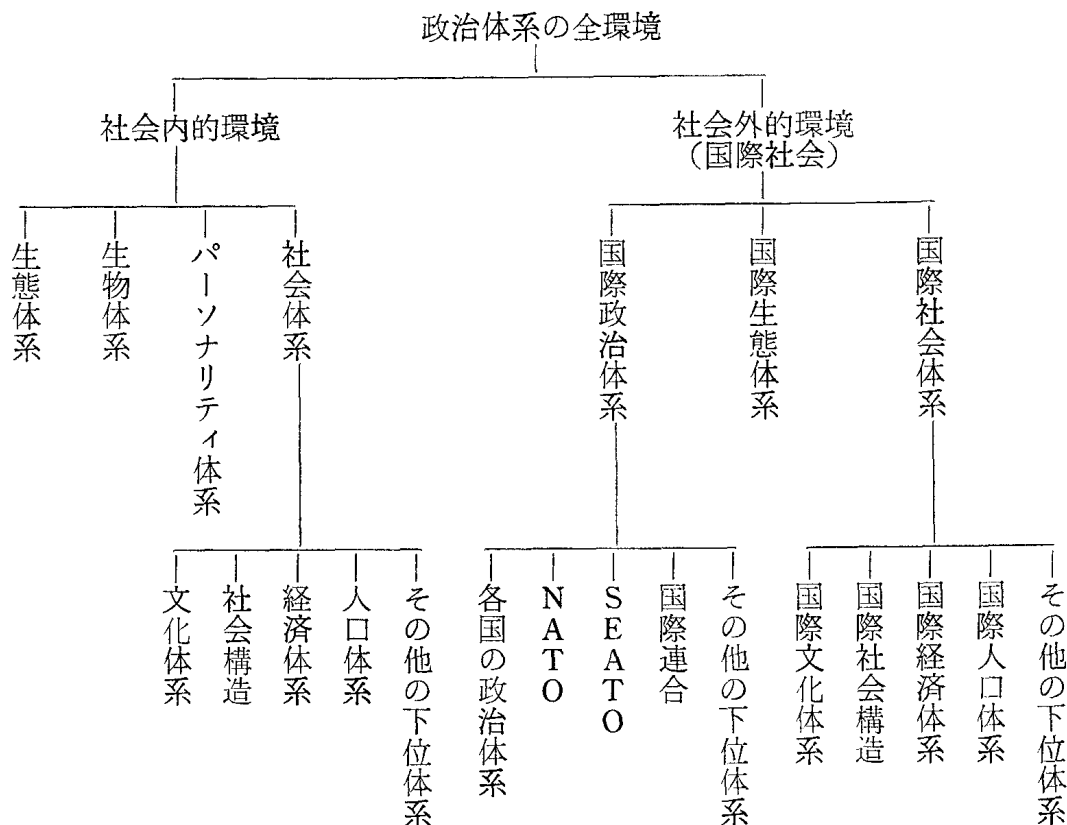 政治体系の全環境
社会内的環境
社会外的環境
(国際社会)
生態体系
生物体系
パーソナリティ体系
社会体系
国際政治体系
国際生態体系
国際社会体系
文化体系
社会構造
経済体系
人口体系
その他の下位体系
各国の政治体系
NATO
SEATO
国際連合
その他の下位体系
国際文化体系
国際社会構造
国際経済体系
国際人口体系
その他の下位体系